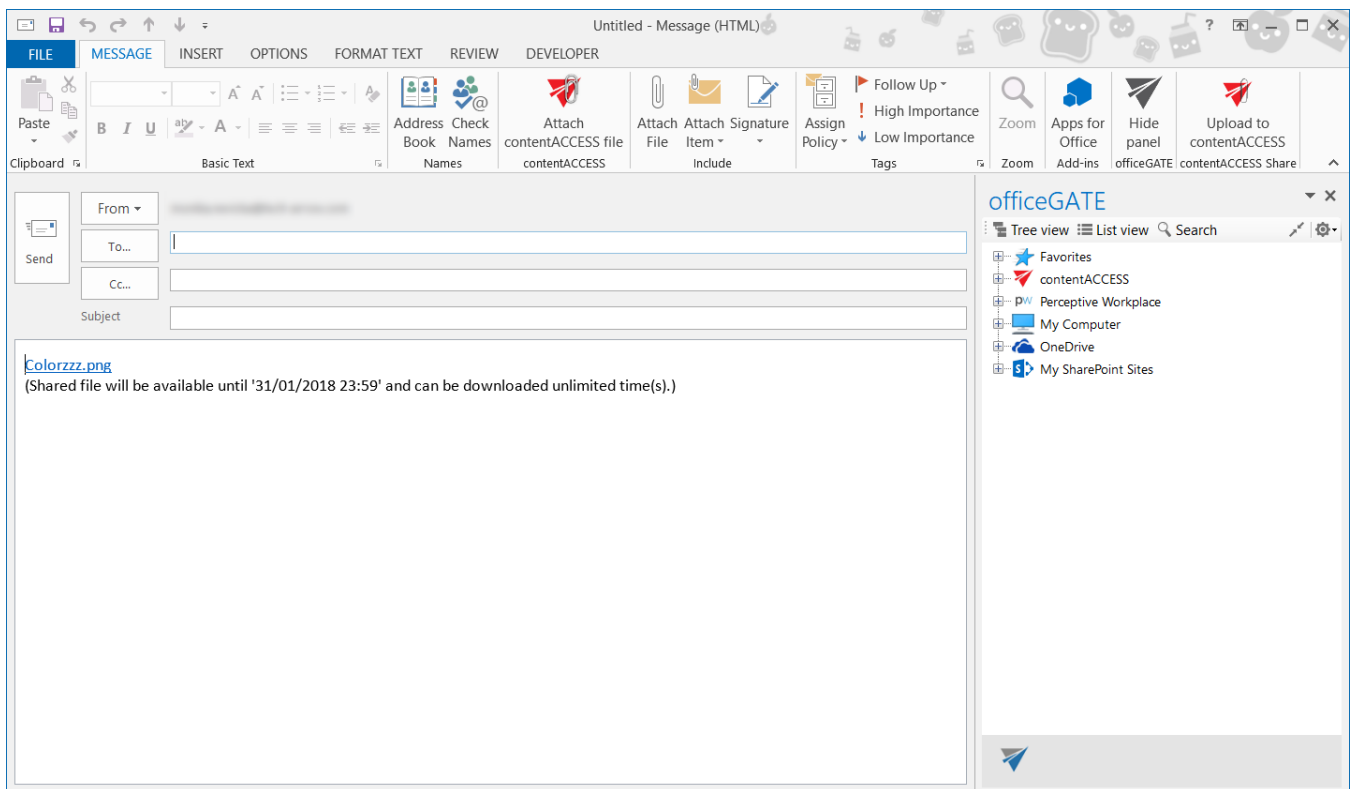 Untitled - Message (HTML)
?
FILE MESSAGE INSERT OPTIONS FORMAT TEXT REVIEW DEVELOPER
Paste
Clipboard
B I U
Basic Text
Address Book
Check Names
Names
Attach contentACCESS file
contentACCESS
Attach File
Attach Item
Signature
Include
Assign Policy
Follow Up
High Importance
Low Importance
Tags
Zoom
Zoom
Apps for Office
Add-ins
Hide panel
officeGATE
Upload to contentACCESS
contentACCESS Share
Send
From
To...
Cc...
Subject
Colorzzz.png
(Shared file will be available until '31/01/2018 23:59' and can be downloaded unlimited time(s).)
officeGATE
Tree view List view Search
Favorites
contentACCESS
pw Perceptive Workplace
My Computer
OneDrive
My SharePoint Sites